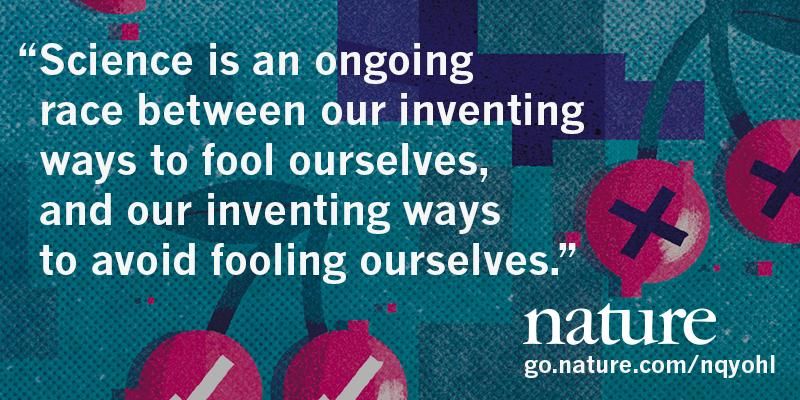 “Science is an ongoing
race between our inventing
ways to fool ourselves,
and our inventing ways
to avoid fooling ourselves.”
nature
go.nature.com/nqyohl